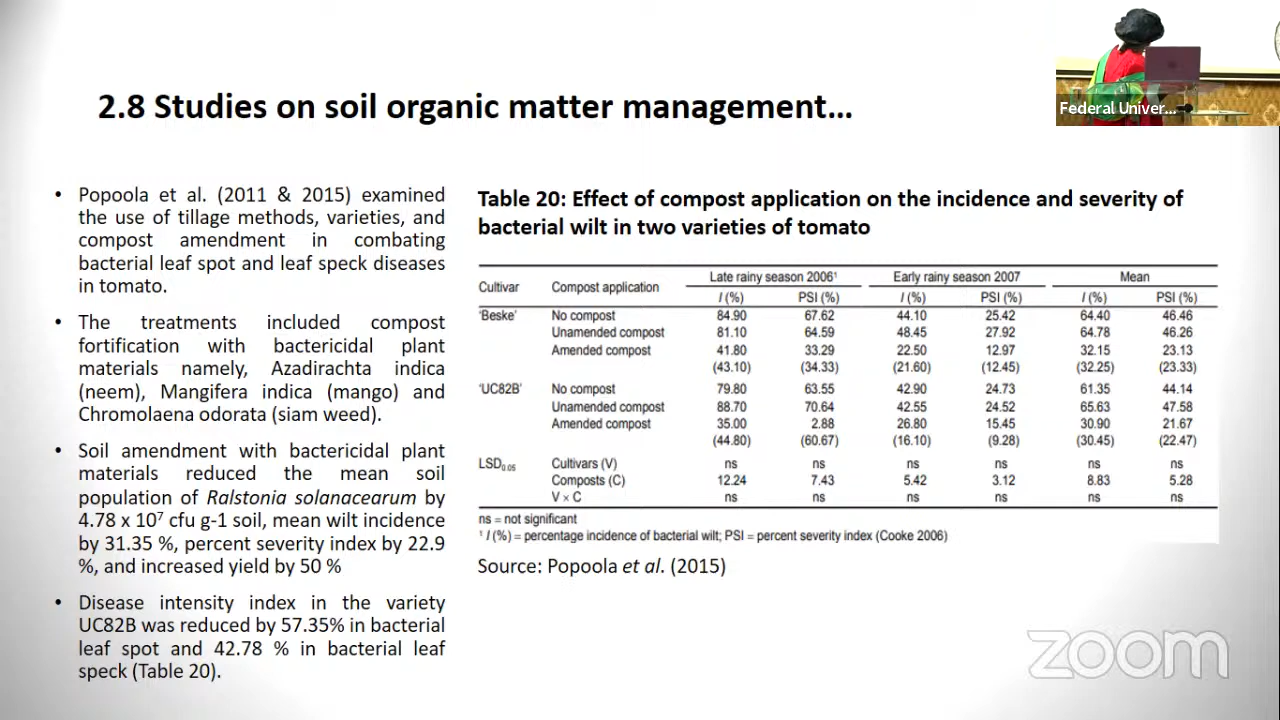 Federal Univer...
2.8 Studies on soil organic matter management…
• Popoola et al. (2011 & 2015) examined
the use of tillage methods, varieties, and
compost amendment in combating
bacterial leaf spot and leaf speck diseases
in tomato.
• The treatments included compost
fortification with bactericidal plant
materials namely, Azadirachta indica
(neem), Mangifera indica (mango) and
Chromolaena odorata (siam weed).
• Soil amendment with bactericidal plant
materials reduced the mean soil
population of Ralstonia solanacearum by
4.78 x 10⁷ cfu g-1 soil, mean wilt incidence
by 31.35 %, percent severity index by 22.9
%, and increased yield by 50 %
• Disease intensity index in the variety
UC82B was reduced by 57.35% in bacterial
leaf spot and 42.78 % in bacterial leaf
speck (Table 20).
Table 20: Effect of compost application on the incidence and severity of
bacterial wilt in two varieties of tomato
Cultivar Compost application Late rainy season 2006¹ Early rainy season 2007 Mean
I (%) PSI (%) I (%) PSI (%) I (%) PSI (%)
'Beske' No compost 84.90 67.62 44.10 25.42 64.40 46.46
Unamended compost 81.10 64.59 48.45 27.92 64.78 46.26
Amended compost 41.80 33.29 22.50 12.97 32.15 23.13
(43.10) (34.33) (21.60) (12.45) (32.25) (23.33)
'UC82B' No compost 79.80 63.55 42.90 24.73 61.35 44.14
Unamended compost 88.70 70.64 42.55 24.52 65.63 47.58
Amended compost 35.00 2.88 26.80 15.45 30.90 21.67
(44.80) (60.67) (16.10) (9.28) (30.45) (22.47)
LSD0.05 Cultivars (V) ns ns ns ns ns ns
Composts (C) 12.24 7.43 5.42 3.12 8.83 5.28
V × C ns ns ns ns ns ns
ns = not significant
¹ I (%) = percentage incidence of bacterial wilt; PSI = percent severity index (Cooke 2006)
Source: Popoola et al. (2015)
zoom